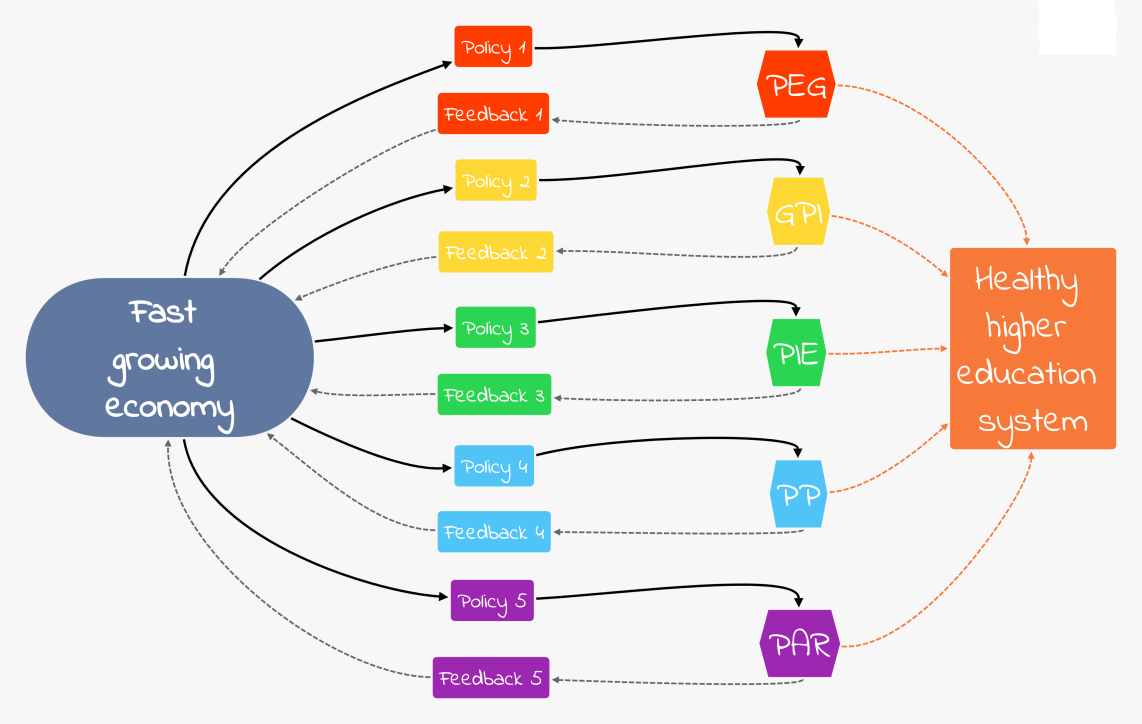 Policy 1
PEG
Feedback 1
Policy 2
GPI
Feedback 2
Fast
growing
economy
Policy 3
PIE
Feedback 3
Policy 4
PP
Feedback 4
Policy 5
PAR
Feedback 5
Healthy
higher
education
system